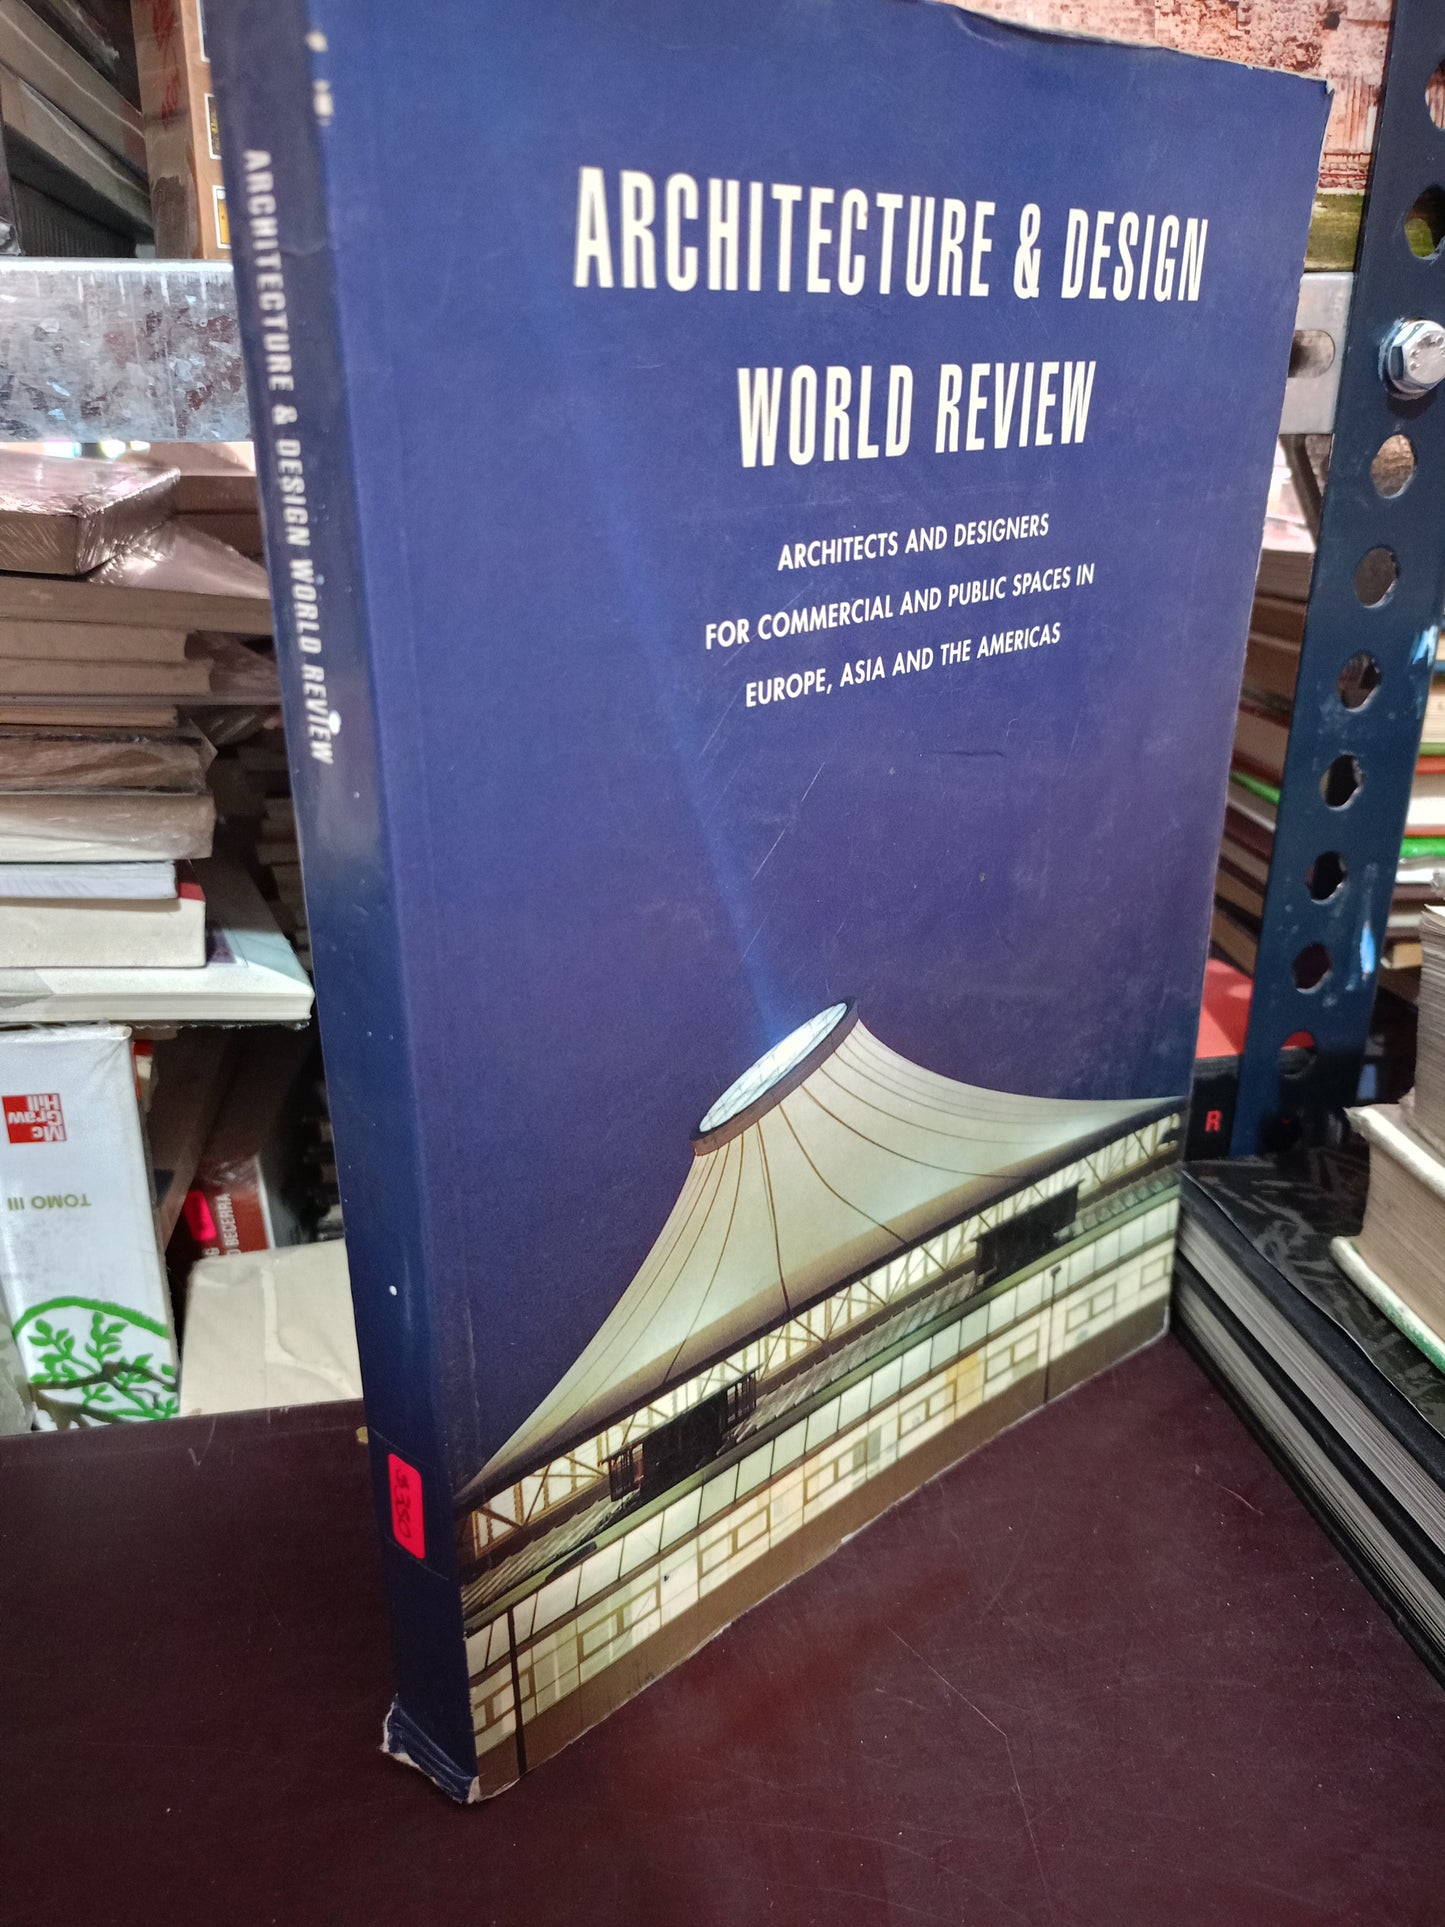 ARCHITECTURE & DESIGN
WORLD REVIEW
ARCHITECTS AND DESIGNERS
FOR COMMERCIAL AND PUBLIC SPACES IN
EUROPE, ASIA AND THE AMERICAS
ARCHITECTURE & DESIGN WORLD REVIEW
Mc
Graw
Hill
TOMO III
BECERRA
R